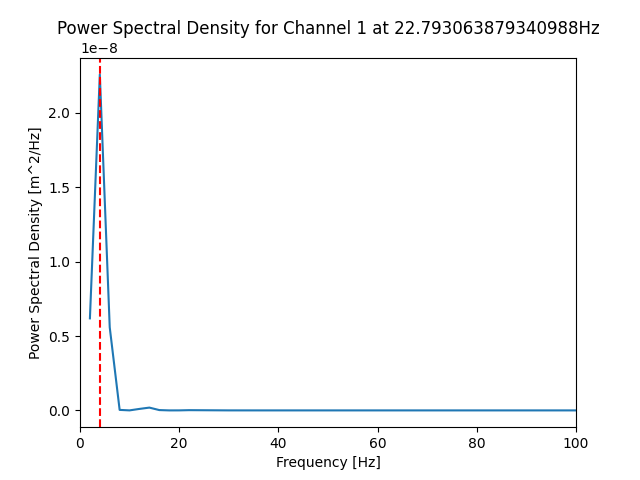 Power Spectral Density for Channel 1 at 22.793063879340988Hz
1e−8
2.0
1.5
1.0
0.5
0.0
Power Spectral Density [m^2/Hz]
0 20 40 60 80 100
Frequency [Hz]